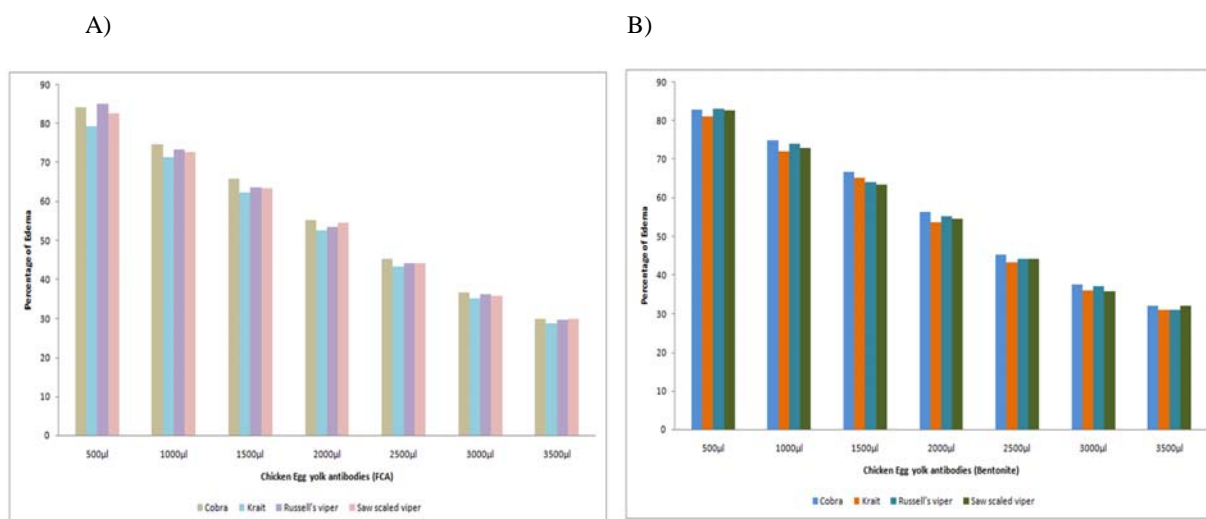 A)
B)
90
80
70
60
50
40
30
20
10
0
Percentage of Edema
500µl 1000µl 1500µl 2000µl 2500µl 3000µl 3500µl
Chicken Egg yolk antibodies (FCA)
Cobra Krait Russell's viper Saw scaled viper
90
80
70
60
50
40
30
20
10
0
Percentage of Edema
500µl 1000µl 1500µl 2000µl 2500µl 3000µl 3500µl
Chicken Egg yolk antibodies (Bentonite)
Cobra Krait Russell's viper Saw scaled viper